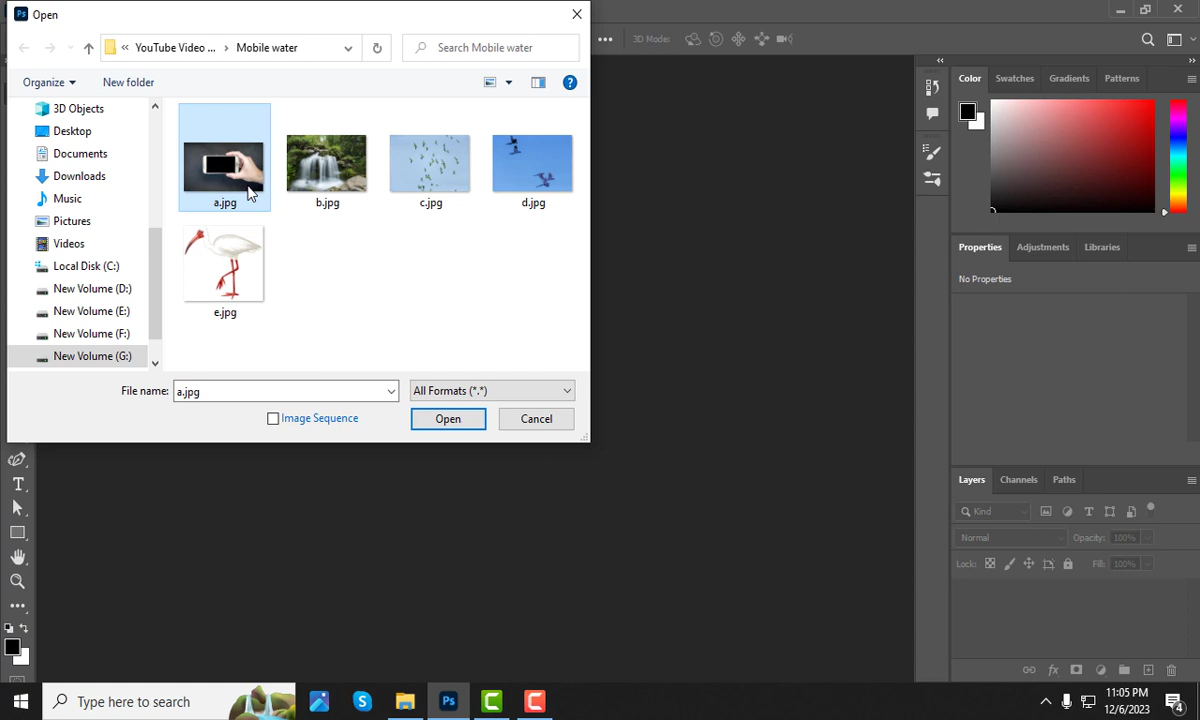 Ps Open
3D Mode:
« YouTube Video ... › Mobile water
Search Mobile water
Organize
New folder
Color
Swatches
Gradients
Patterns
3D Objects
Desktop
Documents
Downloads
Music
Pictures
Videos
Local Disk (C:)
New Volume (D:)
New Volume (E:)
New Volume (F:)
New Volume (G:)
a.jpg
b.jpg
c.jpg
d.jpg
e.jpg
Properties
Adjustments
Libraries
No Properties
File name:
a.jpg
All Formats (*.*)
Image Sequence
Open
Cancel
Layers
Channels
Paths
Kind
Normal
Opacity: 100%
Lock:
Fill: 100%
Type here to search
Ps
11:05 PM
12/6/2023
4